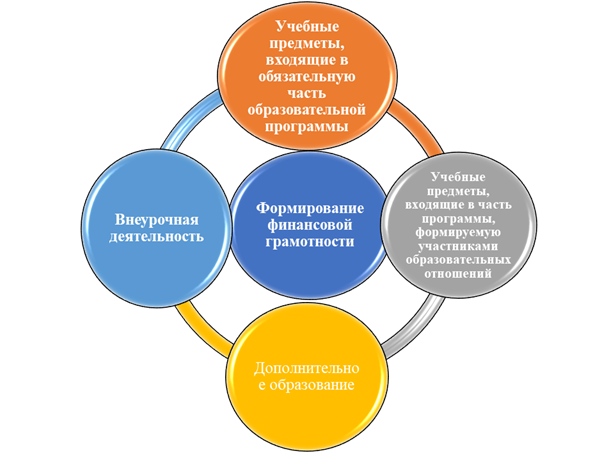 Учебные
предметы,
входящие в
обязательную
часть
образовательной
программы
Внеурочная
деятельность
Формирование
финансовой
грамотности
Учебные
предметы,
входящие в часть
программы,
формируемую
участниками
образовательных
отношений
Дополнительно
е образование